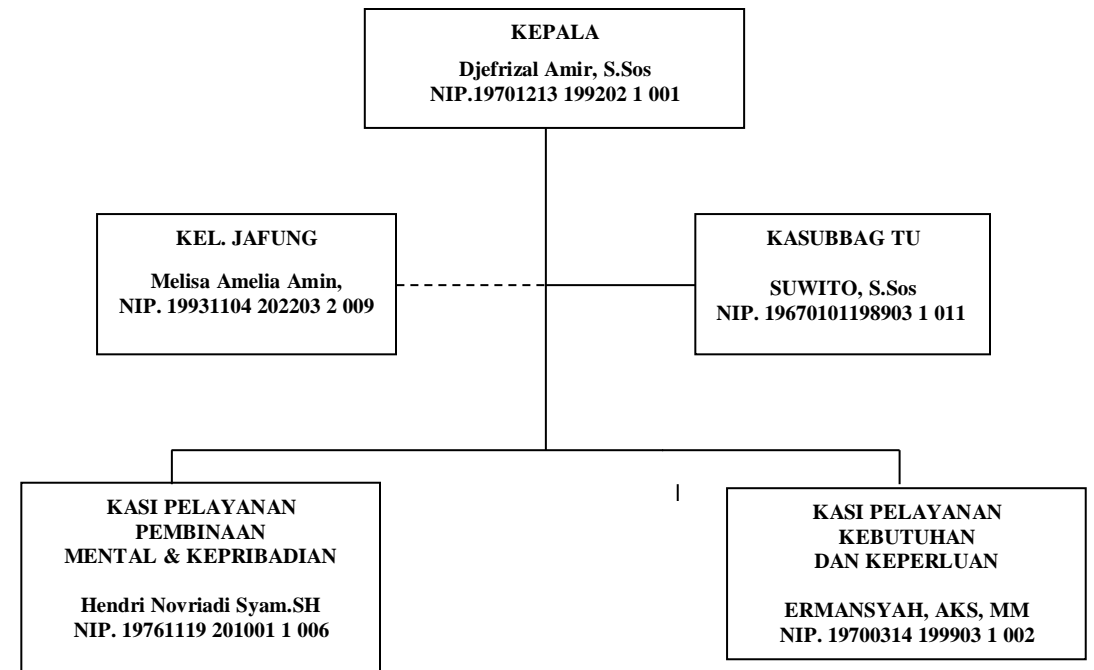 KEPALA
Djefrizal Amir, S.Sos
NIP.19701213 199202 1 001
KEL. JAFUNG
Melisa Amelia Amin,
NIP. 19931104 202203 2 009
KASUBBAG TU
SUWITO, S.Sos
NIP. 19670101198903 1 011
KASI PELAYANAN
PEMBINAAN
MENTAL & KEPRIBADIAN
Hendri Novriadi Syam.SH
NIP. 19761119 201001 1 006
KASI PELAYANAN
KEBUTUHAN
DAN KEPERLUAN
ERMANSYAH, AKS, MM
NIP. 19700314 199903 1 002